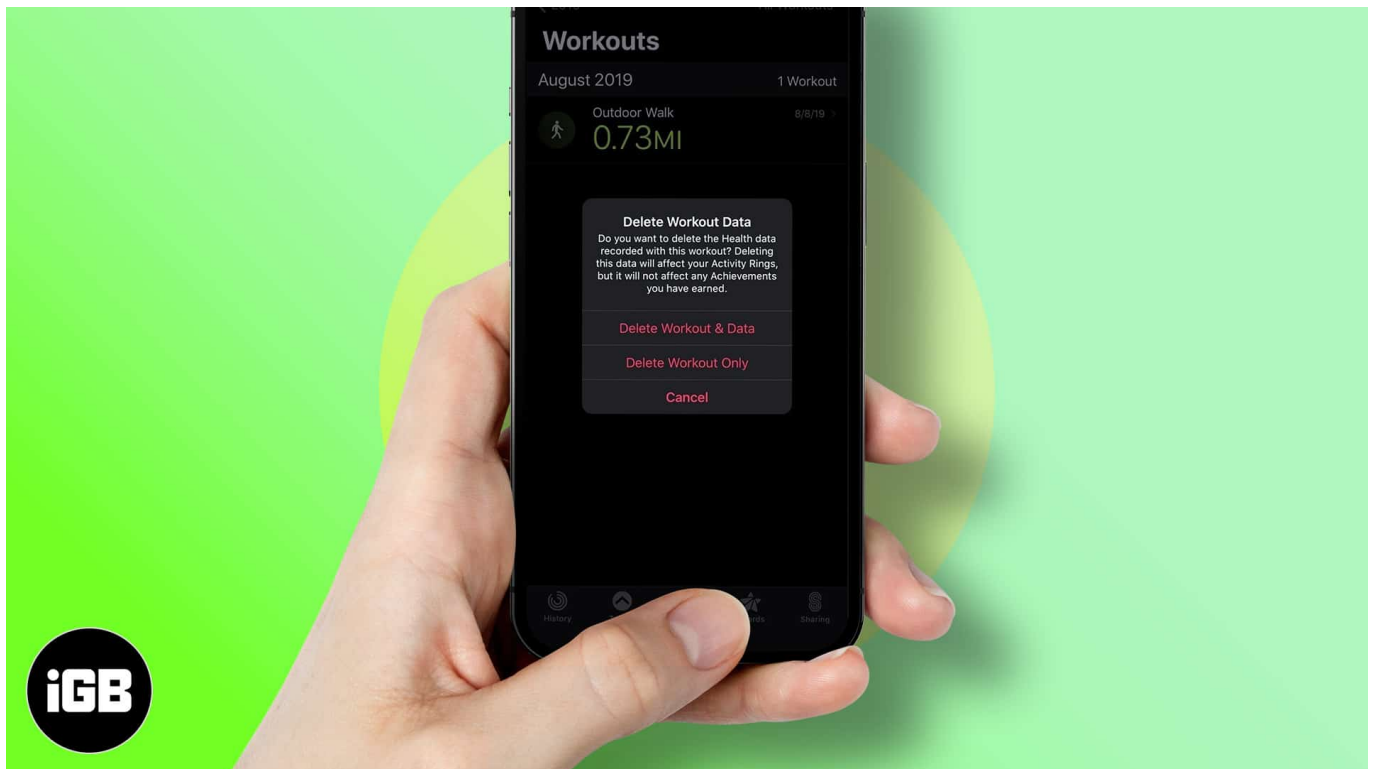 Workouts
August 2019 1 Workout
Outdoor Walk 8/8/19
0.73MI
Delete Workout Data
Do you want to delete the Health data
recorded with this workout? Deleting
this data will affect your Activity Rings,
but it will not affect any Achievements
you have earned.
Delete Workout & Data
Delete Workout Only
Cancel
History Sharing
iGB